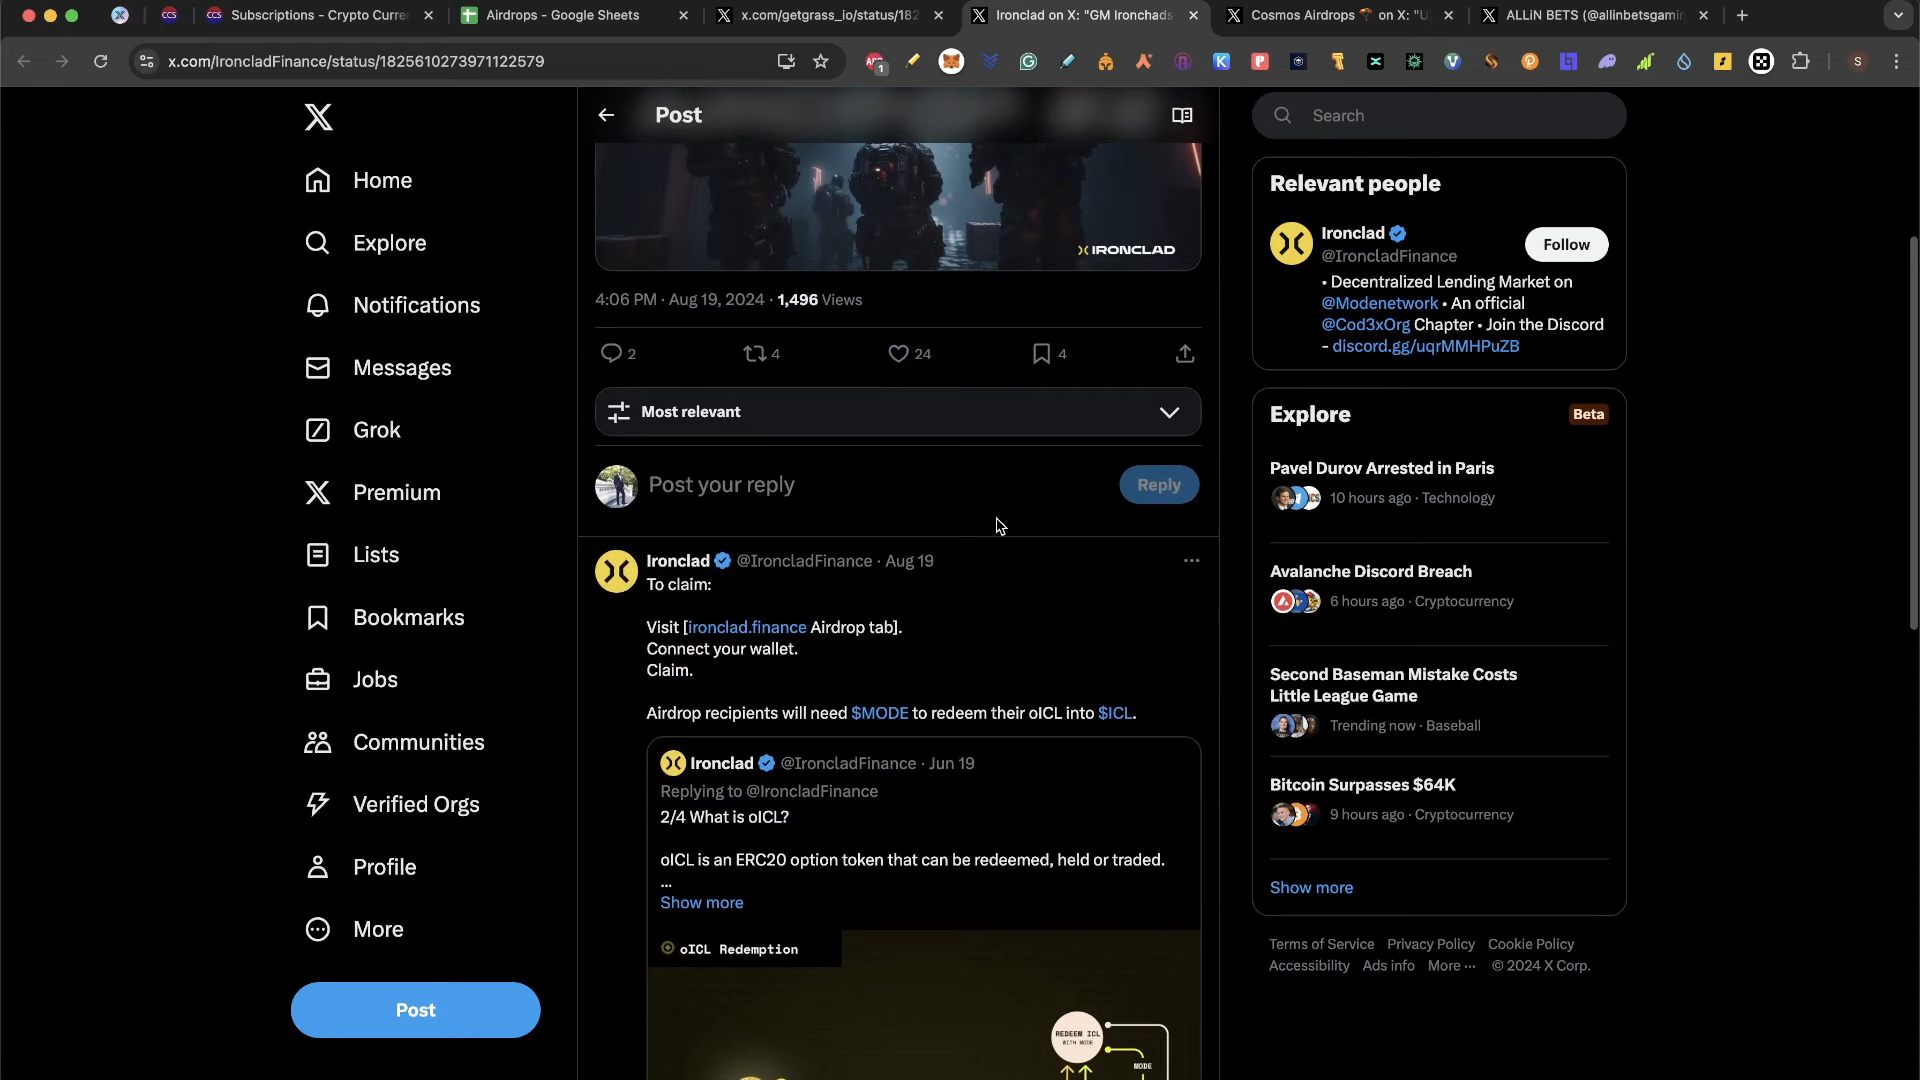 Subscriptions - Crypto Curre
Airdrops - Google Sheets
x.com/getgrass_io/status/182
Ironclad on X: "GM Ironchads
Cosmos Airdrops 🪂 on X: "U
ALLiN BETS (@allinbetsgamin
x.com/IroncladFinance/status/1825610273971122579
Home
Explore
Notifications
Messages
Grok
Premium
Lists
Bookmarks
Jobs
Communities
Verified Orgs
Profile
More
Post
Post
IRONCLAD
4:06 PM · Aug 19, 2024 · 1,496 Views
2
4
24
4
Most relevant
Post your reply
Reply
Ironclad @IroncladFinance · Aug 19
To claim:
Visit [ironclad.finance Airdrop tab].
Connect your wallet.
Claim.
Airdrop recipients will need $MODE to redeem their oICL into $ICL.
Ironclad @IroncladFinance · Jun 19
Replying to @IroncladFinance
2/4 What is oICL?
oICL is an ERC20 option token that can be redeemed, held or traded.
...
Show more
oICL Redemption
REDEEM ICL
WITH MODE
MODE
Search
Relevant people
Ironclad
@IroncladFinance
Follow
• Decentralized Lending Market on
@Modenetwork • An official
@Cod3xOrg Chapter • Join the Discord
- discord.gg/uqrMMHPuZB
Explore
Beta
Pavel Durov Arrested in Paris
10 hours ago · Technology
Avalanche Discord Breach
6 hours ago · Cryptocurrency
Second Baseman Mistake Costs
Little League Game
Trending now · Baseball
Bitcoin Surpasses $64K
9 hours ago · Cryptocurrency
Show more
Terms of Service Privacy Policy Cookie Policy
Accessibility Ads info More ··· © 2024 X Corp.